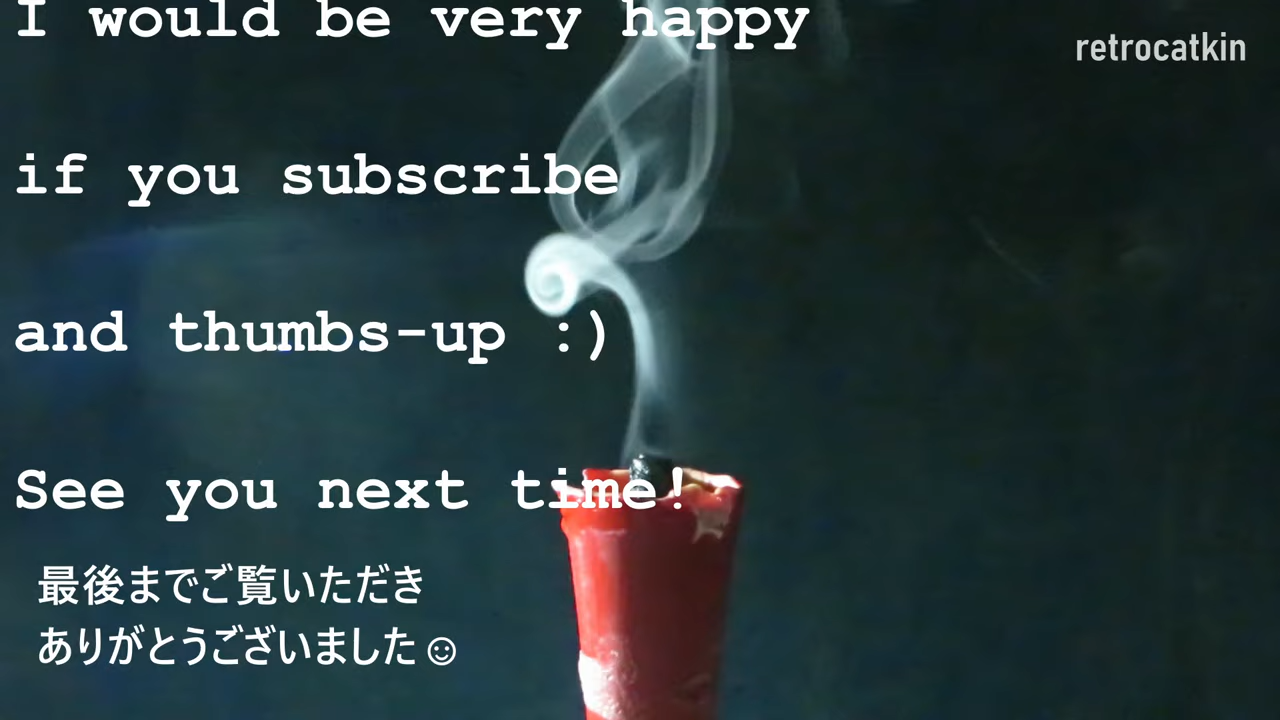 I would be very happy
retrocatkin
if you subscribe
and thumbs-up :)
See you next time!
最後までご覧いただき
ありがとうございました☺